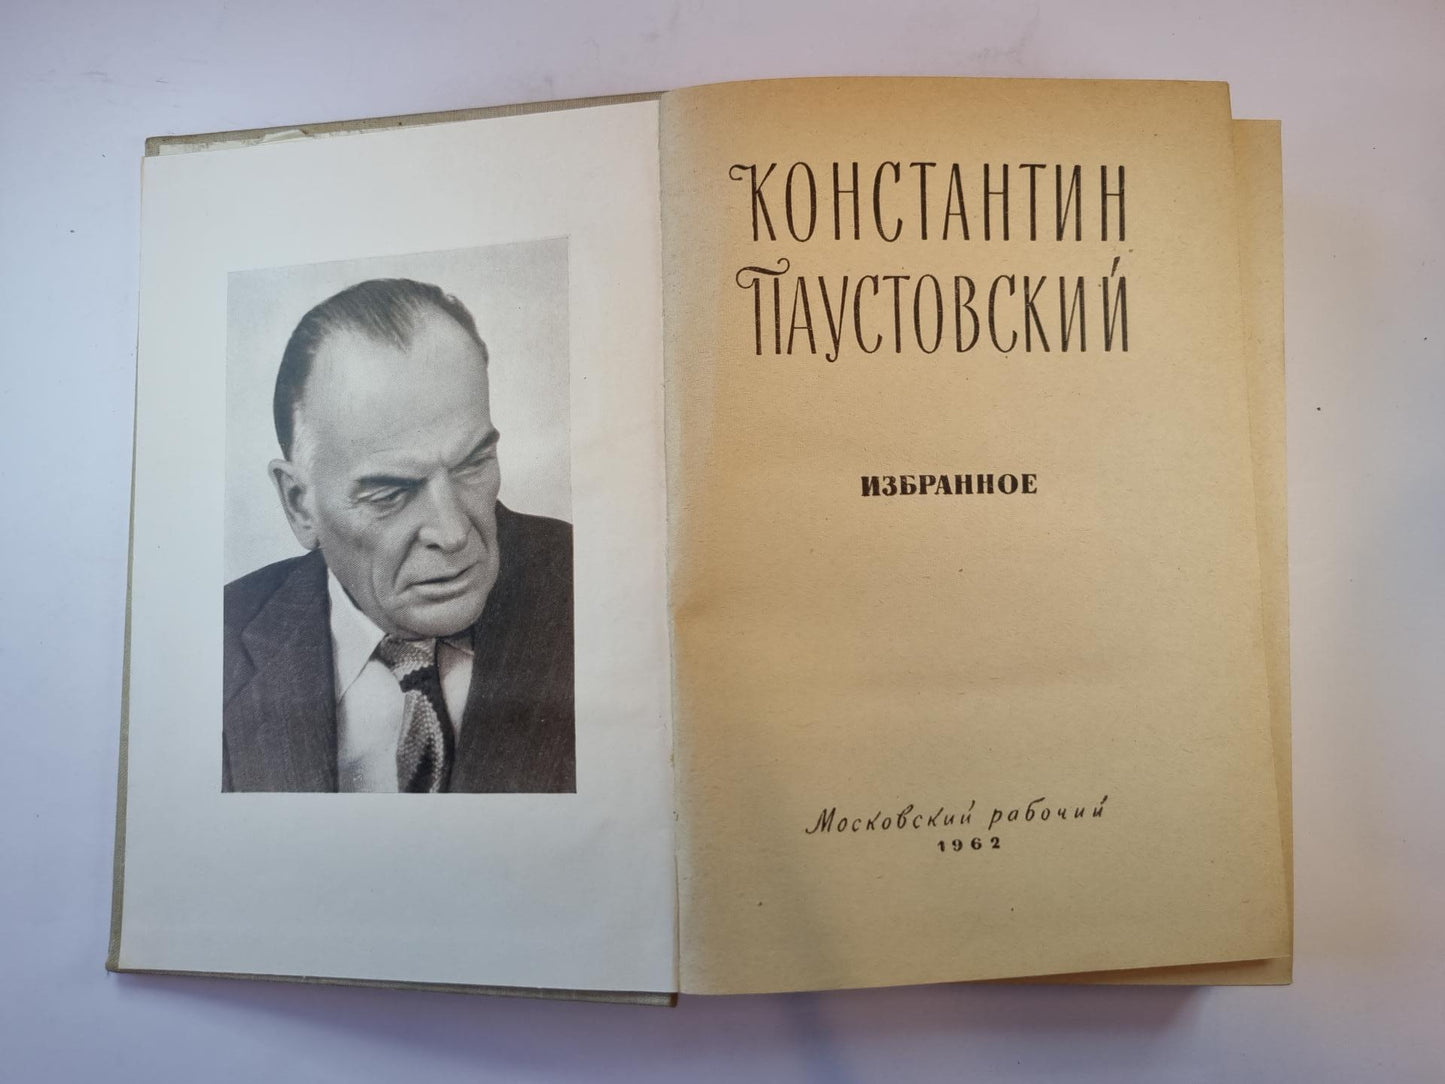 КОНСТАНТИН
ПАУСТОВСКИЙ
ИЗБРАННОЕ
Московский рабочий
1962